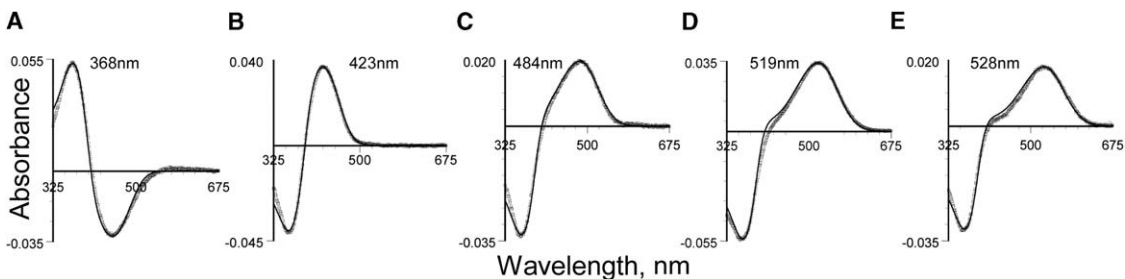 A B C D E
0.055 368nm 0.040 423nm 0.020 484nm 0.035 519nm 0.020 528nm
Absorbance
325 500 675 325 500 675 325 500 675 325 500 675 325 500 675
-0.035 -0.045 -0.035 -0.055 -0.035
Wavelength, nm